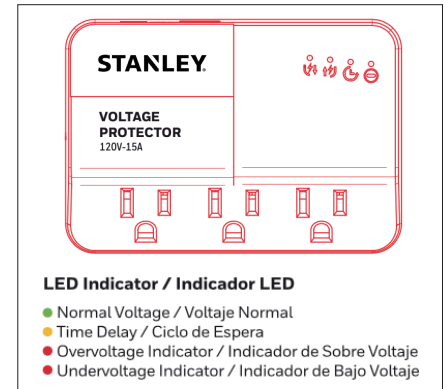 STANLEY
VOLTAGE
PROTECTOR
120V-15A
LED Indicator / Indicador LED
Normal Voltage / Voltaje Normal
Time Delay / Ciclo de Espera
Overvoltage Indicator / Indicador de Sobre Voltaje
Undervoltage Indicator / Indicador de Bajo Voltaje